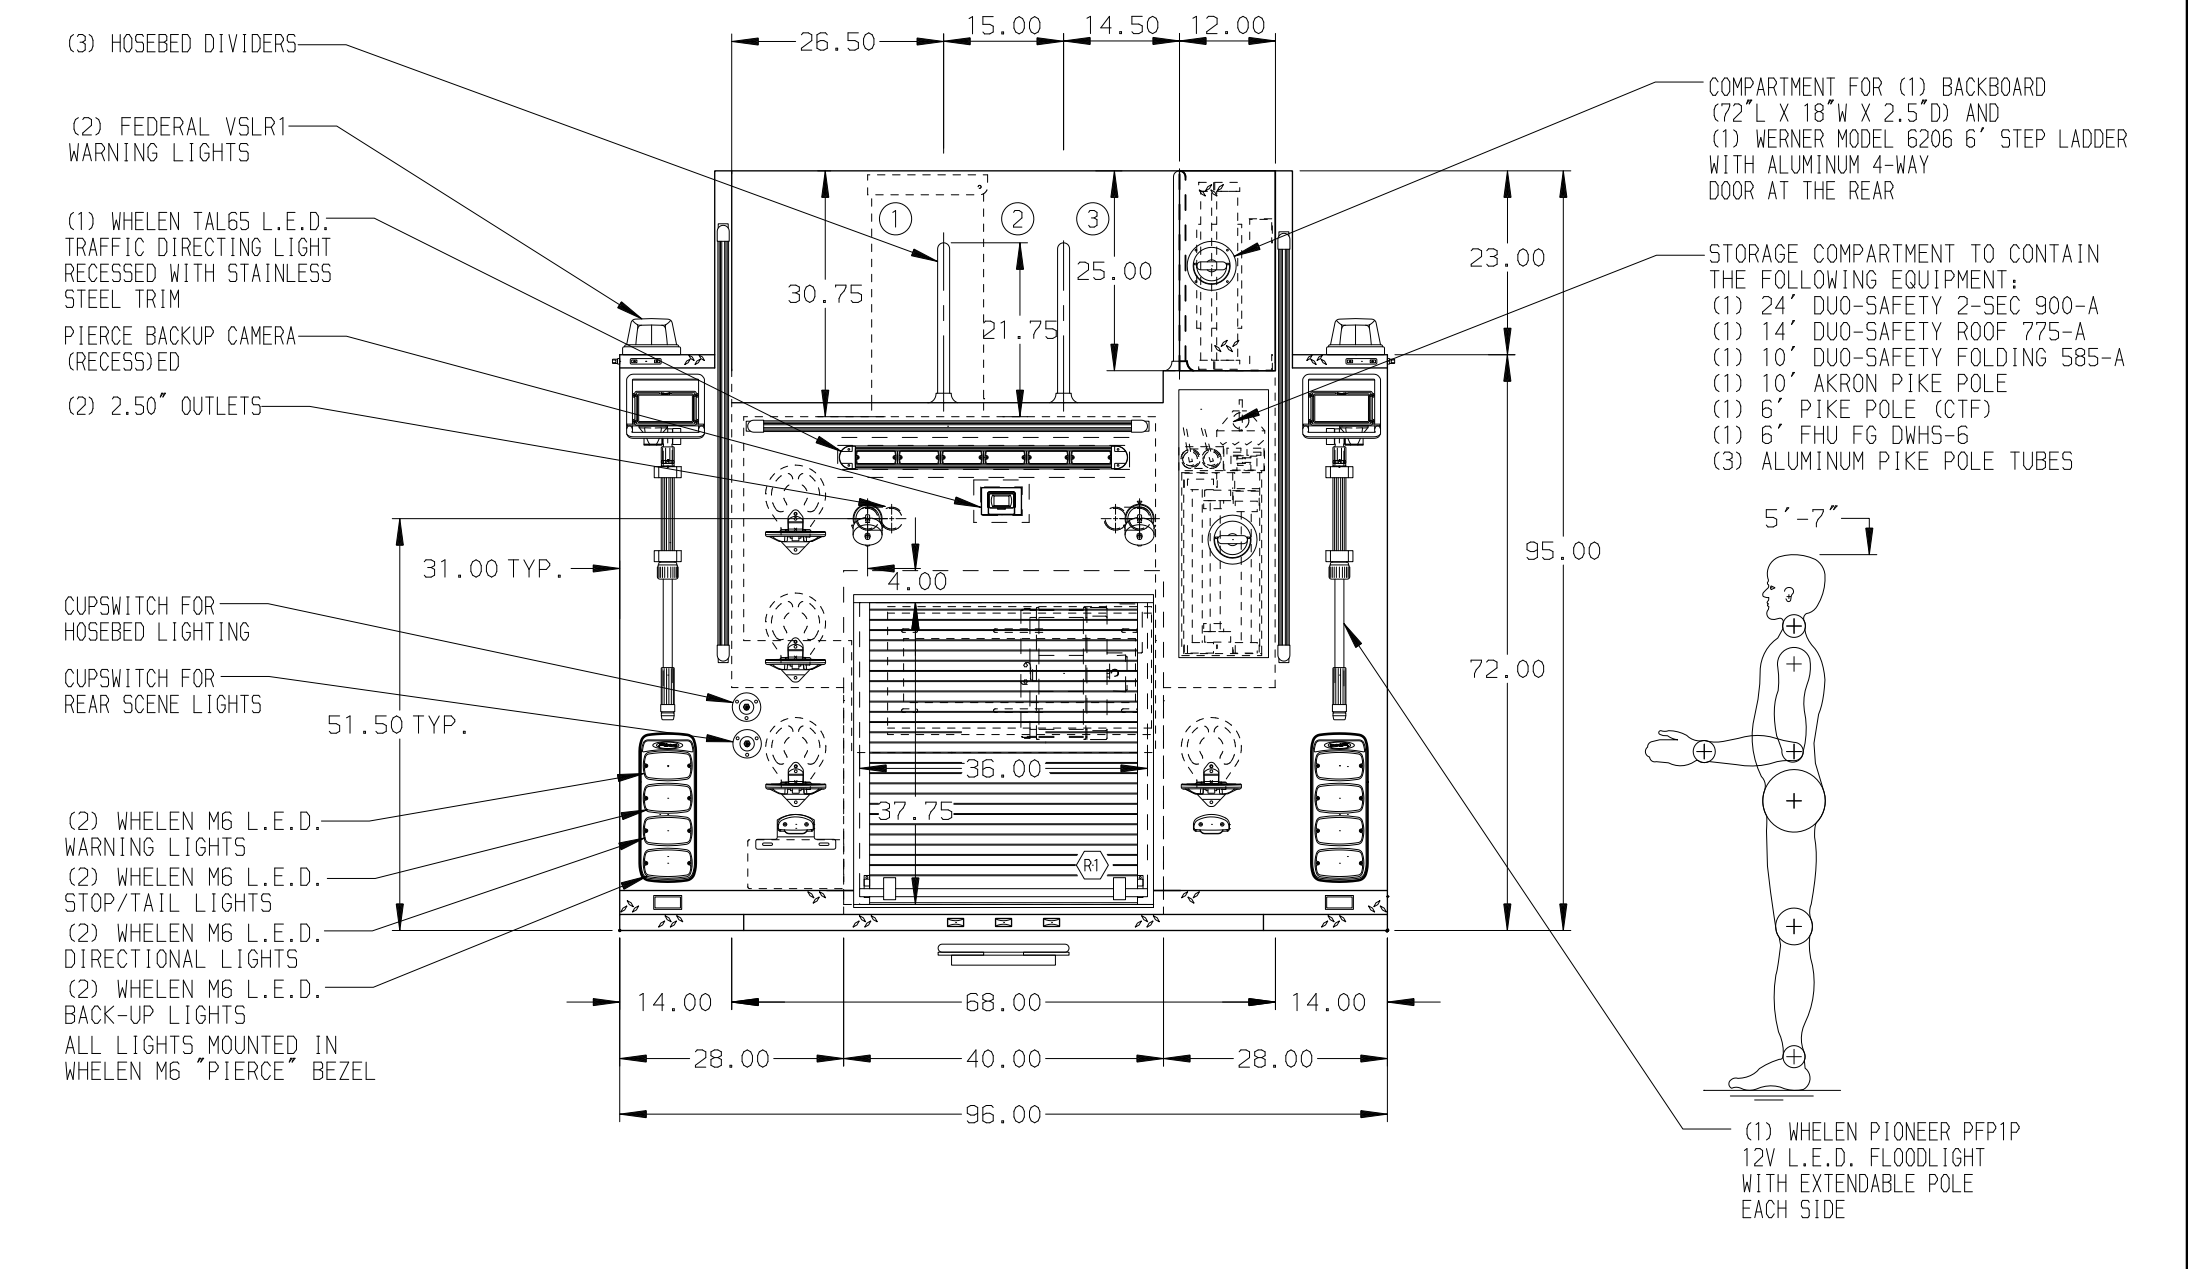 (3) HOSEBED DIVIDERS
(2) FEDERAL VSLR1
WARNING LIGHTS
(1) WHELEN TAL65 L.E.D.
TRAFFIC DIRECTING LIGHT
RECESSED WITH STAINLESS
STEEL TRIM
PIERCE BACKUP CAMERA
(RECESS)ED
(2) 2.50" OUTLETS
31.00 TYP.
CUPSWITCH FOR
HOSEBED LIGHTING
CUPSWITCH FOR
REAR SCENE LIGHTS
51.50 TYP.
(2) WHELEN M6 L.E.D.
WARNING LIGHTS
(2) WHELEN M6 L.E.D.
STOP/TAIL LIGHTS
(2) WHELEN M6 L.E.D.
DIRECTIONAL LIGHTS
(2) WHELEN M6 L.E.D.
BACK-UP LIGHTS
ALL LIGHTS MOUNTED IN
WHELEN M6 "PIERCE" BEZEL
26.50
15.00
14.50
12.00
1
2
3
30.75
21.75
25.00
4.00
36.00
37.75
R-1
14.00
68.00
14.00
28.00
40.00
28.00
96.00
23.00
95.00
72.00
COMPARTMENT FOR (1) BACKBOARD
(72"L X 18"W X 2.5"D) AND
(1) WERNER MODEL 6206 6' STEP LADDER
WITH ALUMINUM 4-WAY
DOOR AT THE REAR
STORAGE COMPARTMENT TO CONTAIN
THE FOLLOWING EQUIPMENT:
(1) 24' DUO-SAFETY 2-SEC 900-A
(1) 14' DUO-SAFETY ROOF 775-A
(1) 10' DUO-SAFETY FOLDING 585-A
(1) 10' AKRON PIKE POLE
(1) 6' PIKE POLE (CTF)
(1) 6' FHU FG DWHS-6
(3) ALUMINUM PIKE POLE TUBES
5'-7"
(1) WHELEN PIONEER PFP1P
12V L.E.D. FLOODLIGHT
WITH EXTENDABLE POLE
EACH SIDE